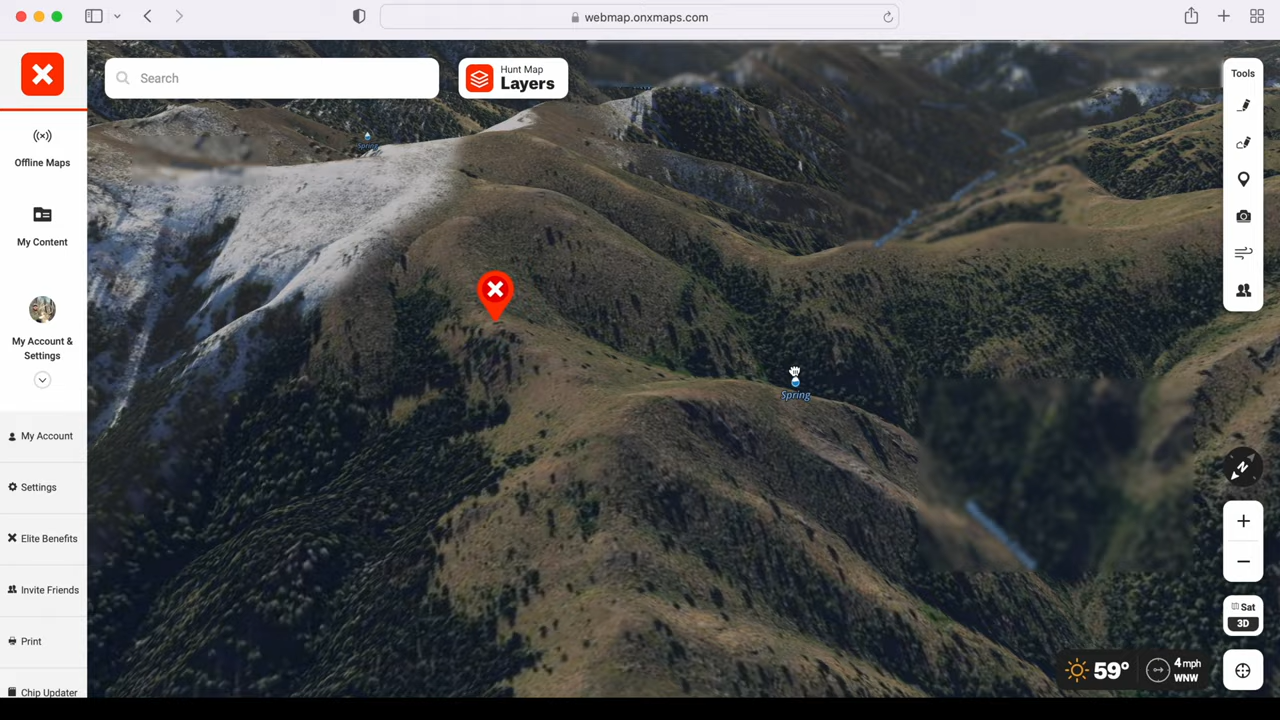 webmap.onxmaps.com
Search
Hunt Map
Layers
Tools
Offline Maps
My Content
My Account &
Settings
My Account
Settings
Elite Benefits
Invite Friends
Print
Chip Updater
Spring
Spring
N
Sat
3D
59°
4 mph
WNW